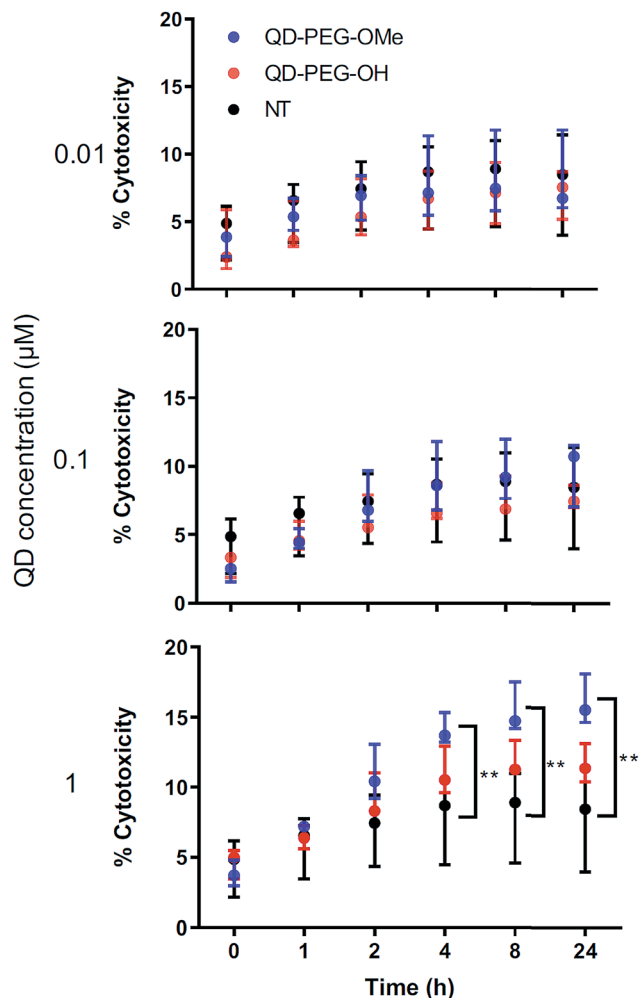 20
15
10
5
0
% Cytotoxicity
QD-PEG-OMe
QD-PEG-OH
NT
0.01
20
15
10
5
0
% Cytotoxicity
0.1
QD concentration (µM)
20
15
10
5
0
% Cytotoxicity
1
**
**
**
0 1 2 4 8 24
Time (h)